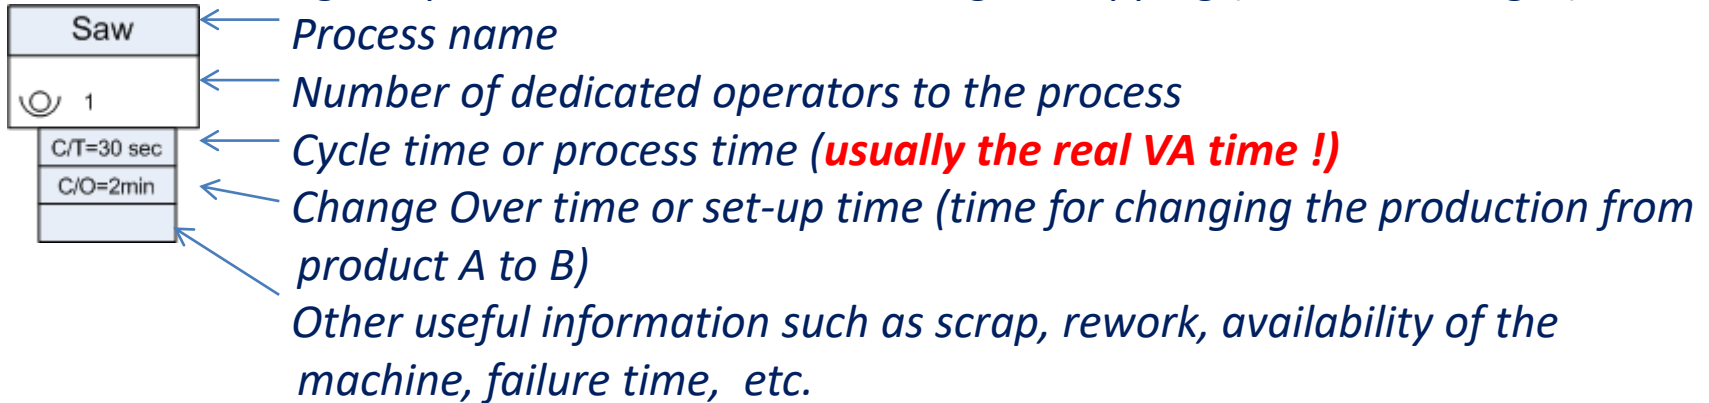 Saw
Process name
1
Number of dedicated operators to the process
C/T=30 sec
Cycle time or process time (usually the real VA time !)
C/O=2min
Change Over time or set-up time (time for changing the production from
product A to B)
Other useful information such as scrap, rework, availability of the
machine, failure time, etc.